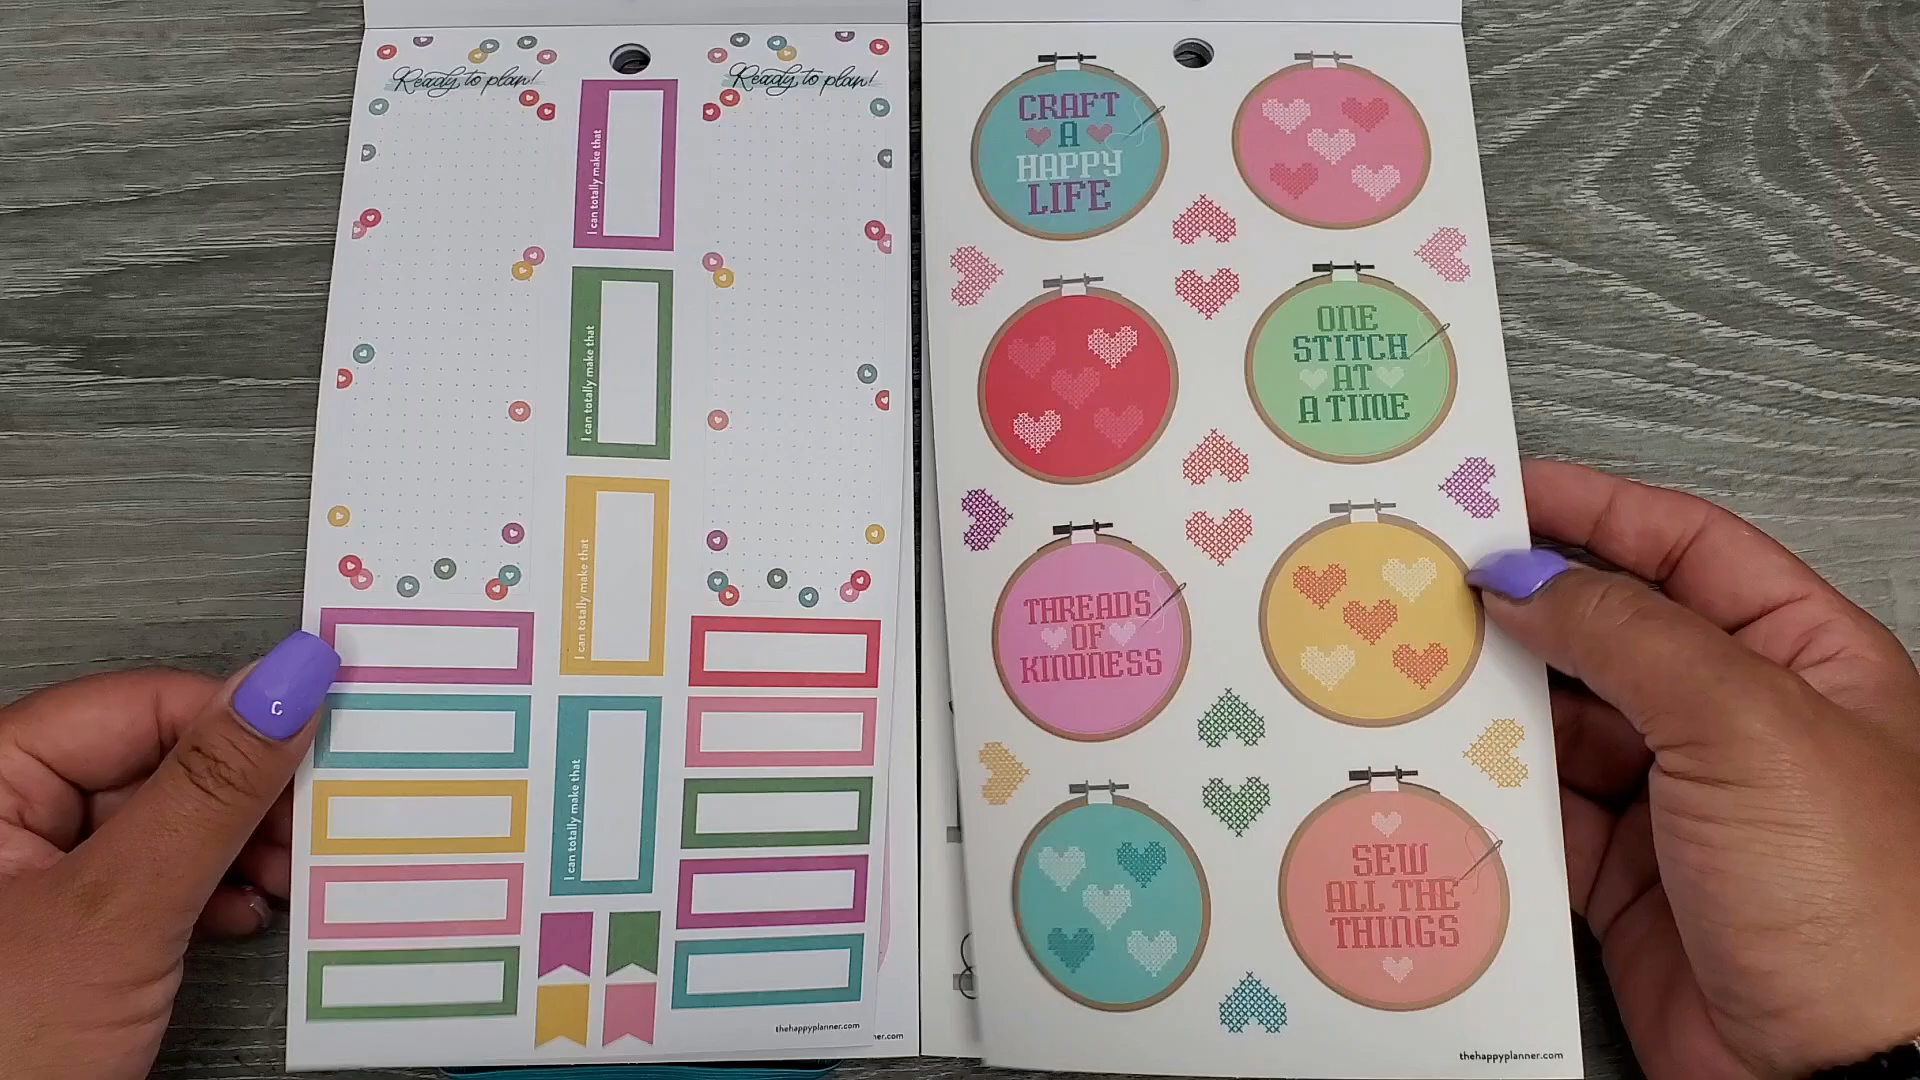 Ready to plan!
Ready to plan!
I can totally make that
I can totally make that
I can totally make that
I can totally make that
thehappyplanner.com
ner.com
C
CRAFT
A
HAPPY
LIFE
ONE
STITCH
AT
A TIME
THREADS
OF
KINDNESS
SEW
ALL THE
THINGS
thehappyplanner.com